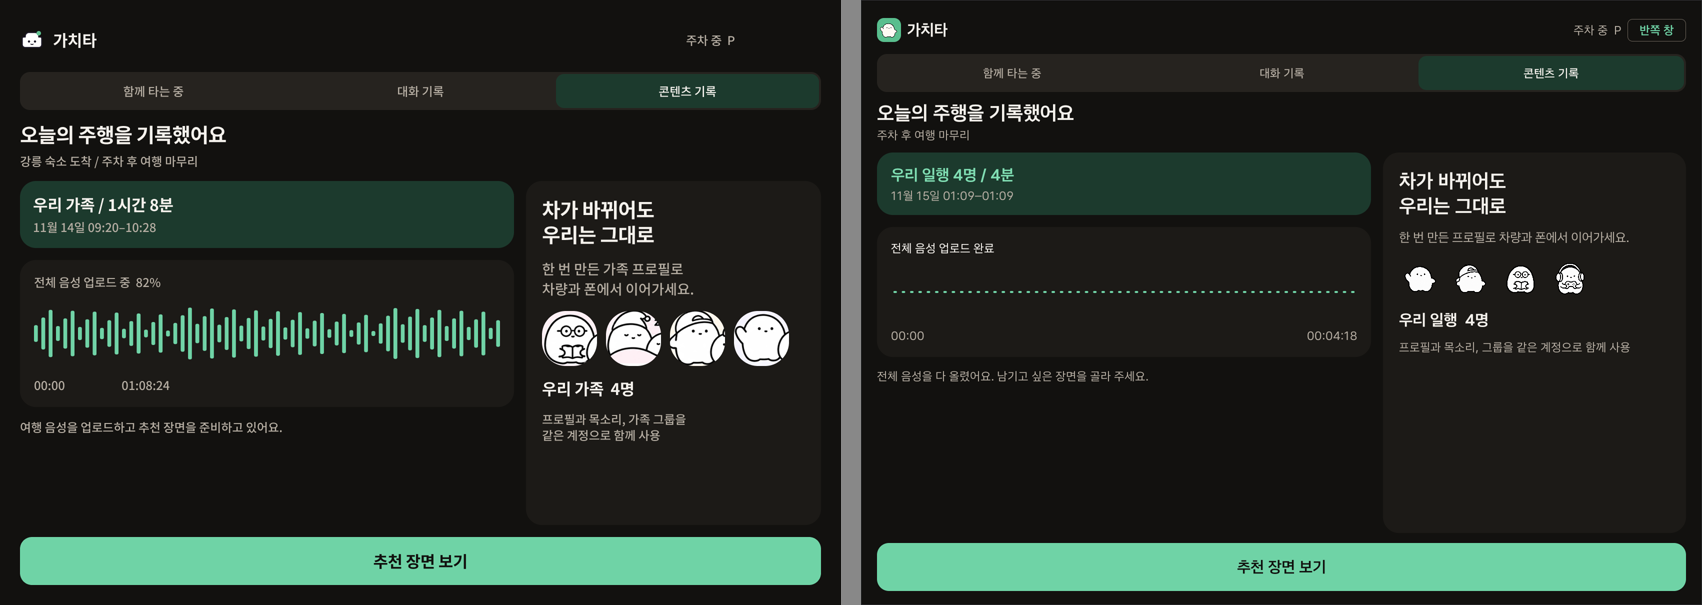 가치타
주차 중 P
함께 타는 중
대화 기록
콘텐츠 기록
오늘의 주행을 기록했어요
강릉 숙소 도착 / 주차 후 여행 마무리
우리 가족 / 1시간 8분
11월 14일 09:20–10:28
전체 음성 업로드 중 82%
00:00
01:08:24
여행 음성을 업로드하고 추천 장면을 준비하고 있어요.
차가 바뀌어도
우리는 그대로
한 번 만든 가족 프로필로
차량과 폰에서 이어가세요.
우리 가족 4명
프로필과 목소리, 가족 그룹을
같은 계정으로 함께 사용
추천 장면 보기
가치타
주차 중 P
반쪽 창
함께 타는 중
대화 기록
콘텐츠 기록
오늘의 주행을 기록했어요
주차 후 여행 마무리
우리 일행 4명 / 4분
11월 15일 01:09–01:09
전체 음성 업로드 완료
00:00
00:04:18
전체 음성을 다 올렸어요. 남기고 싶은 장면을 골라 주세요.
차가 바뀌어도
우리는 그대로
한 번 만든 프로필로 차량과 폰에서 이어가세요.
우리 일행 4명
프로필과 목소리, 그룹을 같은 계정으로 함께 사용
추천 장면 보기